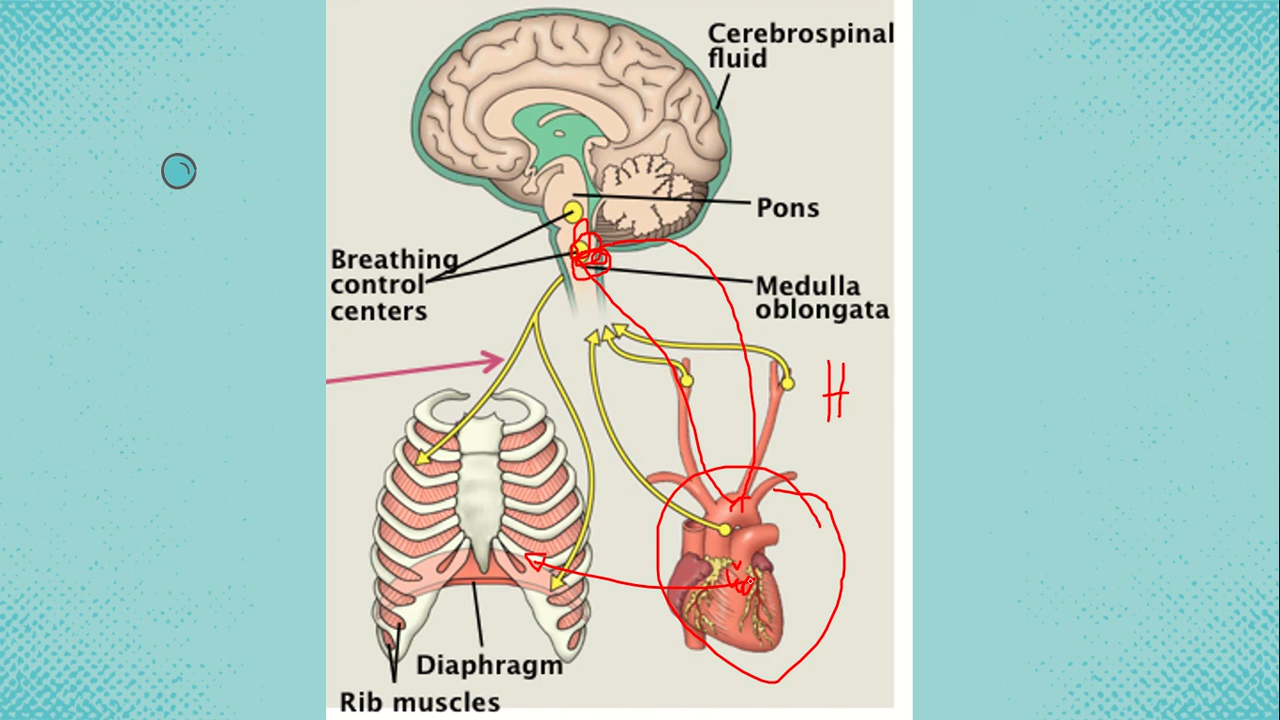 Cerebrospinal
fluid
Pons
Breathing
control
centers
Medulla
oblongata
H
Diaphragm
Rib muscles